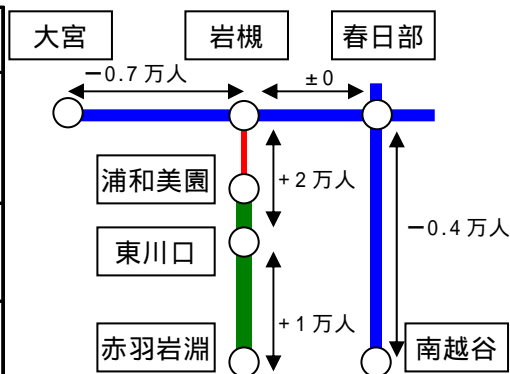 大宮
岩槻
春日部
−0.7万人
±0
浦和美園
+2万人
−0.4万人
東川口
+1万人
赤羽岩淵
南越谷